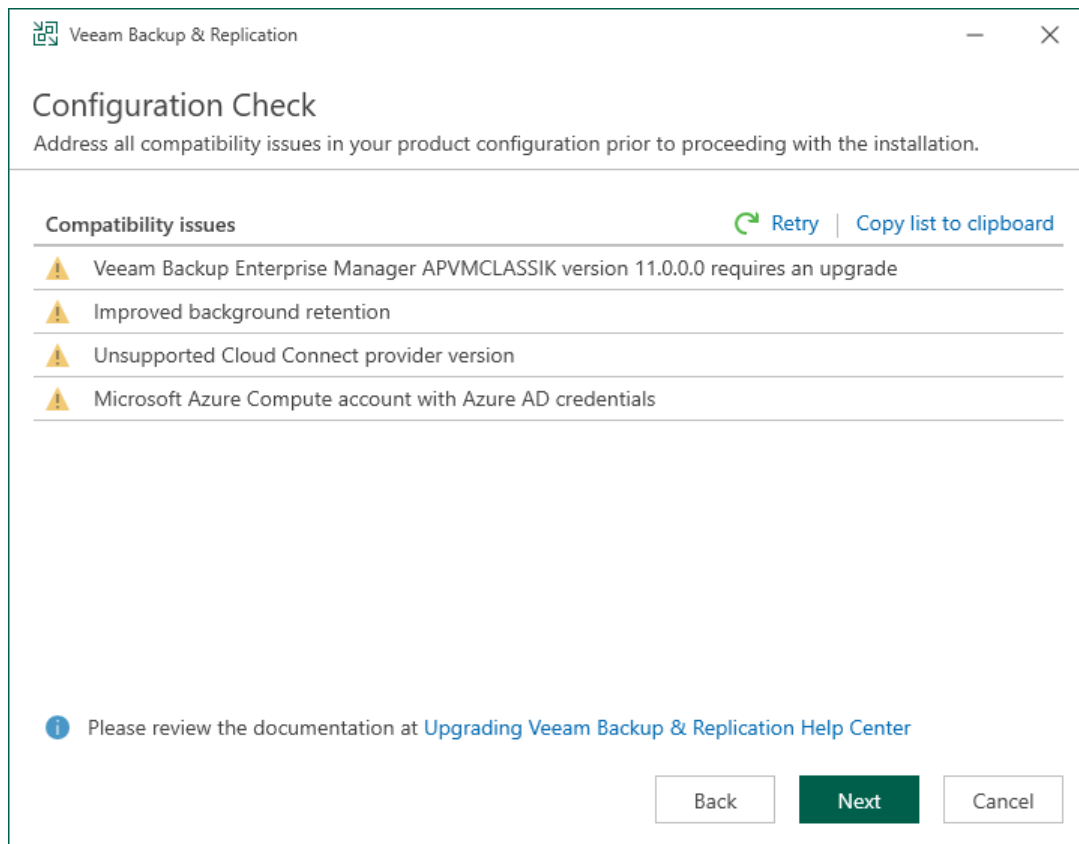 Veeam Backup & Replication
Configuration Check
Address all compatibility issues in your product configuration prior to proceeding with the installation.
Compatibility issues Retry Copy list to clipboard
Veeam Backup Enterprise Manager APVMCLASSIK version 11.0.0.0 requires an upgrade
Improved background retention
Unsupported Cloud Connect provider version
Microsoft Azure Compute account with Azure AD credentials
Please review the documentation at Upgrading Veeam Backup & Replication Help Center
Back Next Cancel